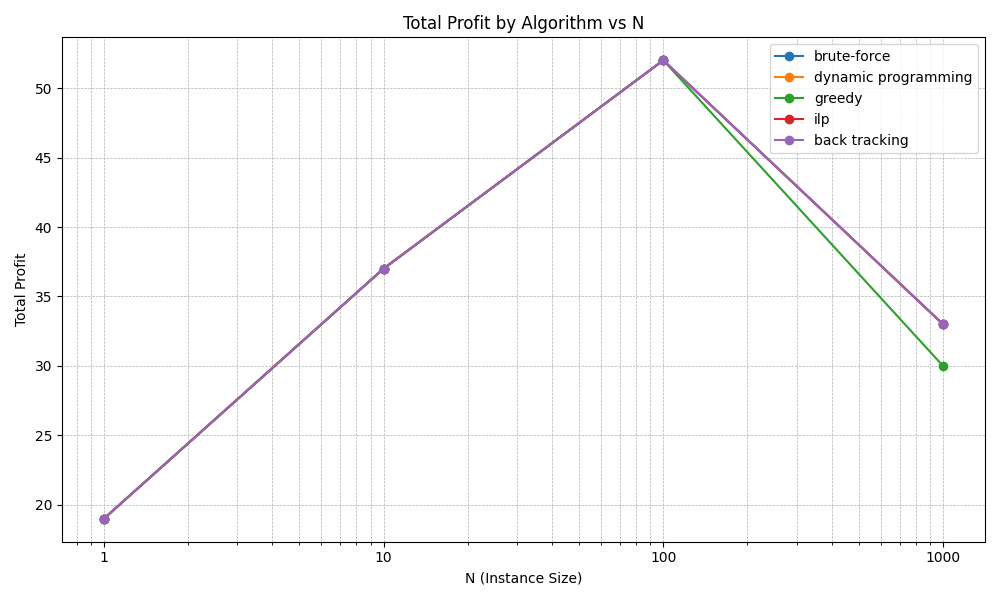 Total Profit by Algorithm vs N
brute-force
dynamic programming
greedy
ilp
back tracking
Total Profit
50
45
40
35
30
25
20
1
10
100
1000
N (Instance Size)